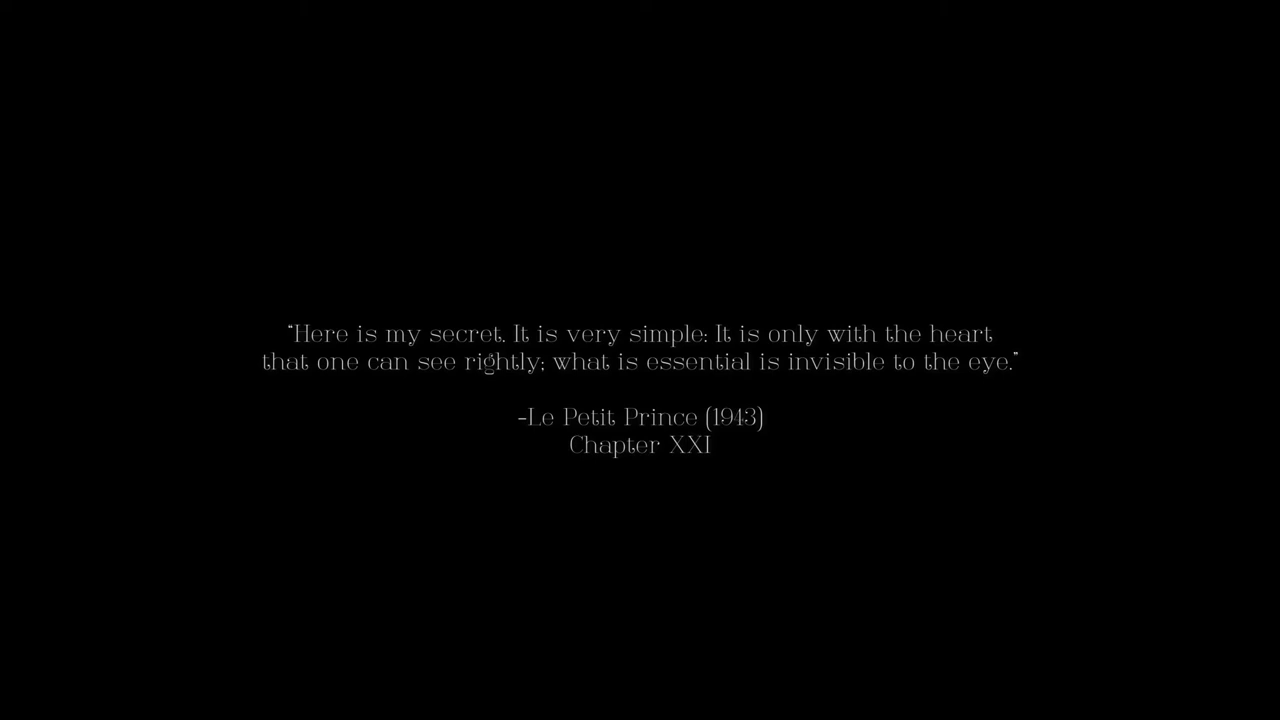 "Here is my secret. It is very simple: It is only with the heart
that one can see rightly; what is essential is invisible to the eye."
-Le Petit Prince (1943)
Chapter XXI